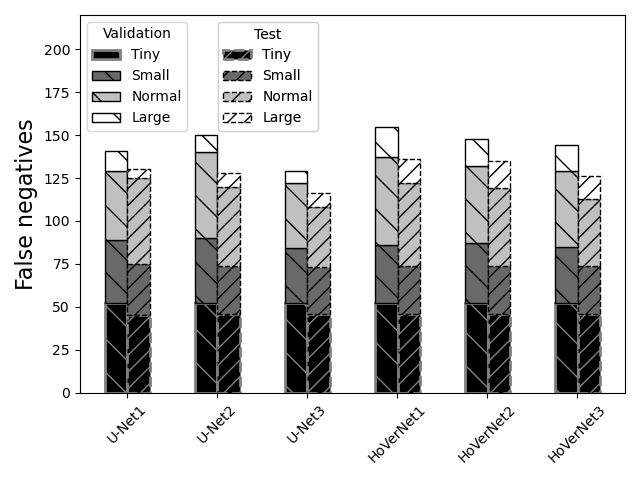 Validation
Tiny
Small
Normal
Large
Test
Tiny
Small
Normal
Large
False negatives
200
175
150
125
100
75
50
25
0
U-Net1
U-Net2
U-Net3
HoVerNet1
HoVerNet2
HoVerNet3